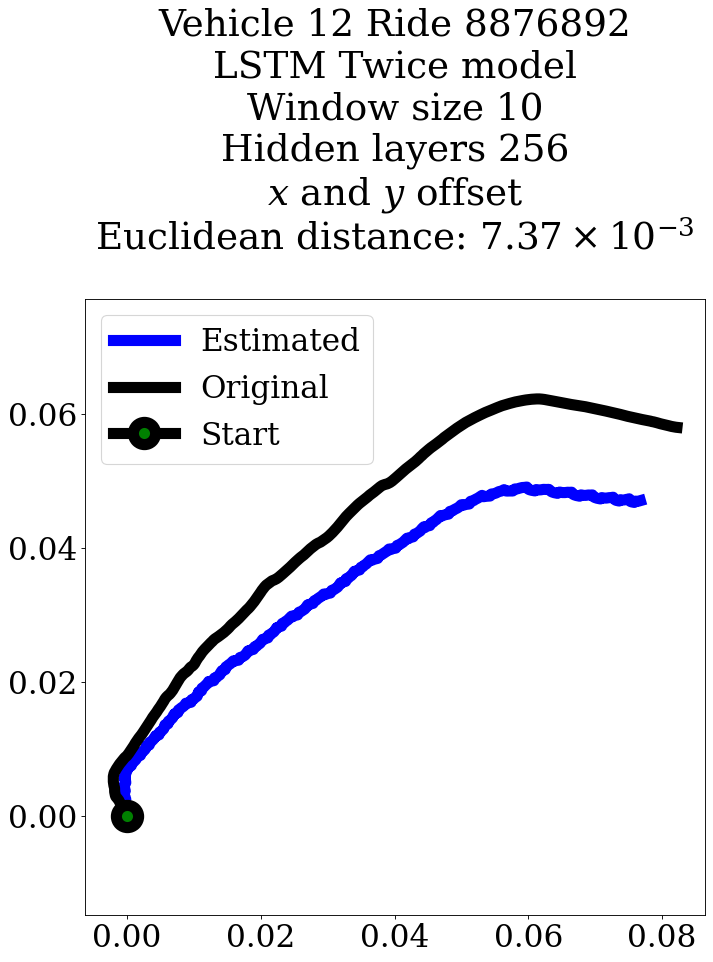 Vehicle 12 Ride 8876892
LSTM Twice model
Window size 10
Hidden layers 256
x and y offset
Euclidean distance: 7.37 × 10⁻³
Estimated
Original
Start
0.06
0.04
0.02
0.00
0.00 0.02 0.04 0.06 0.08